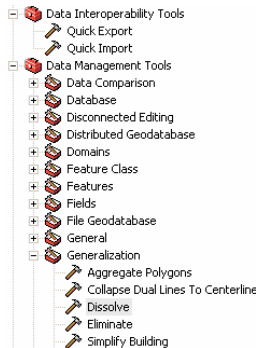 Data Interoperability Tools
Quick Export
Quick Import
Data Management Tools
Data Comparison
Database
Disconnected Editing
Distributed Geodatabase
Domains
Feature Class
Features
Fields
File Geodatabase
General
Generalization
Aggregate Polygons
Collapse Dual Lines To Centerline
Dissolve
Eliminate
Simplify Building